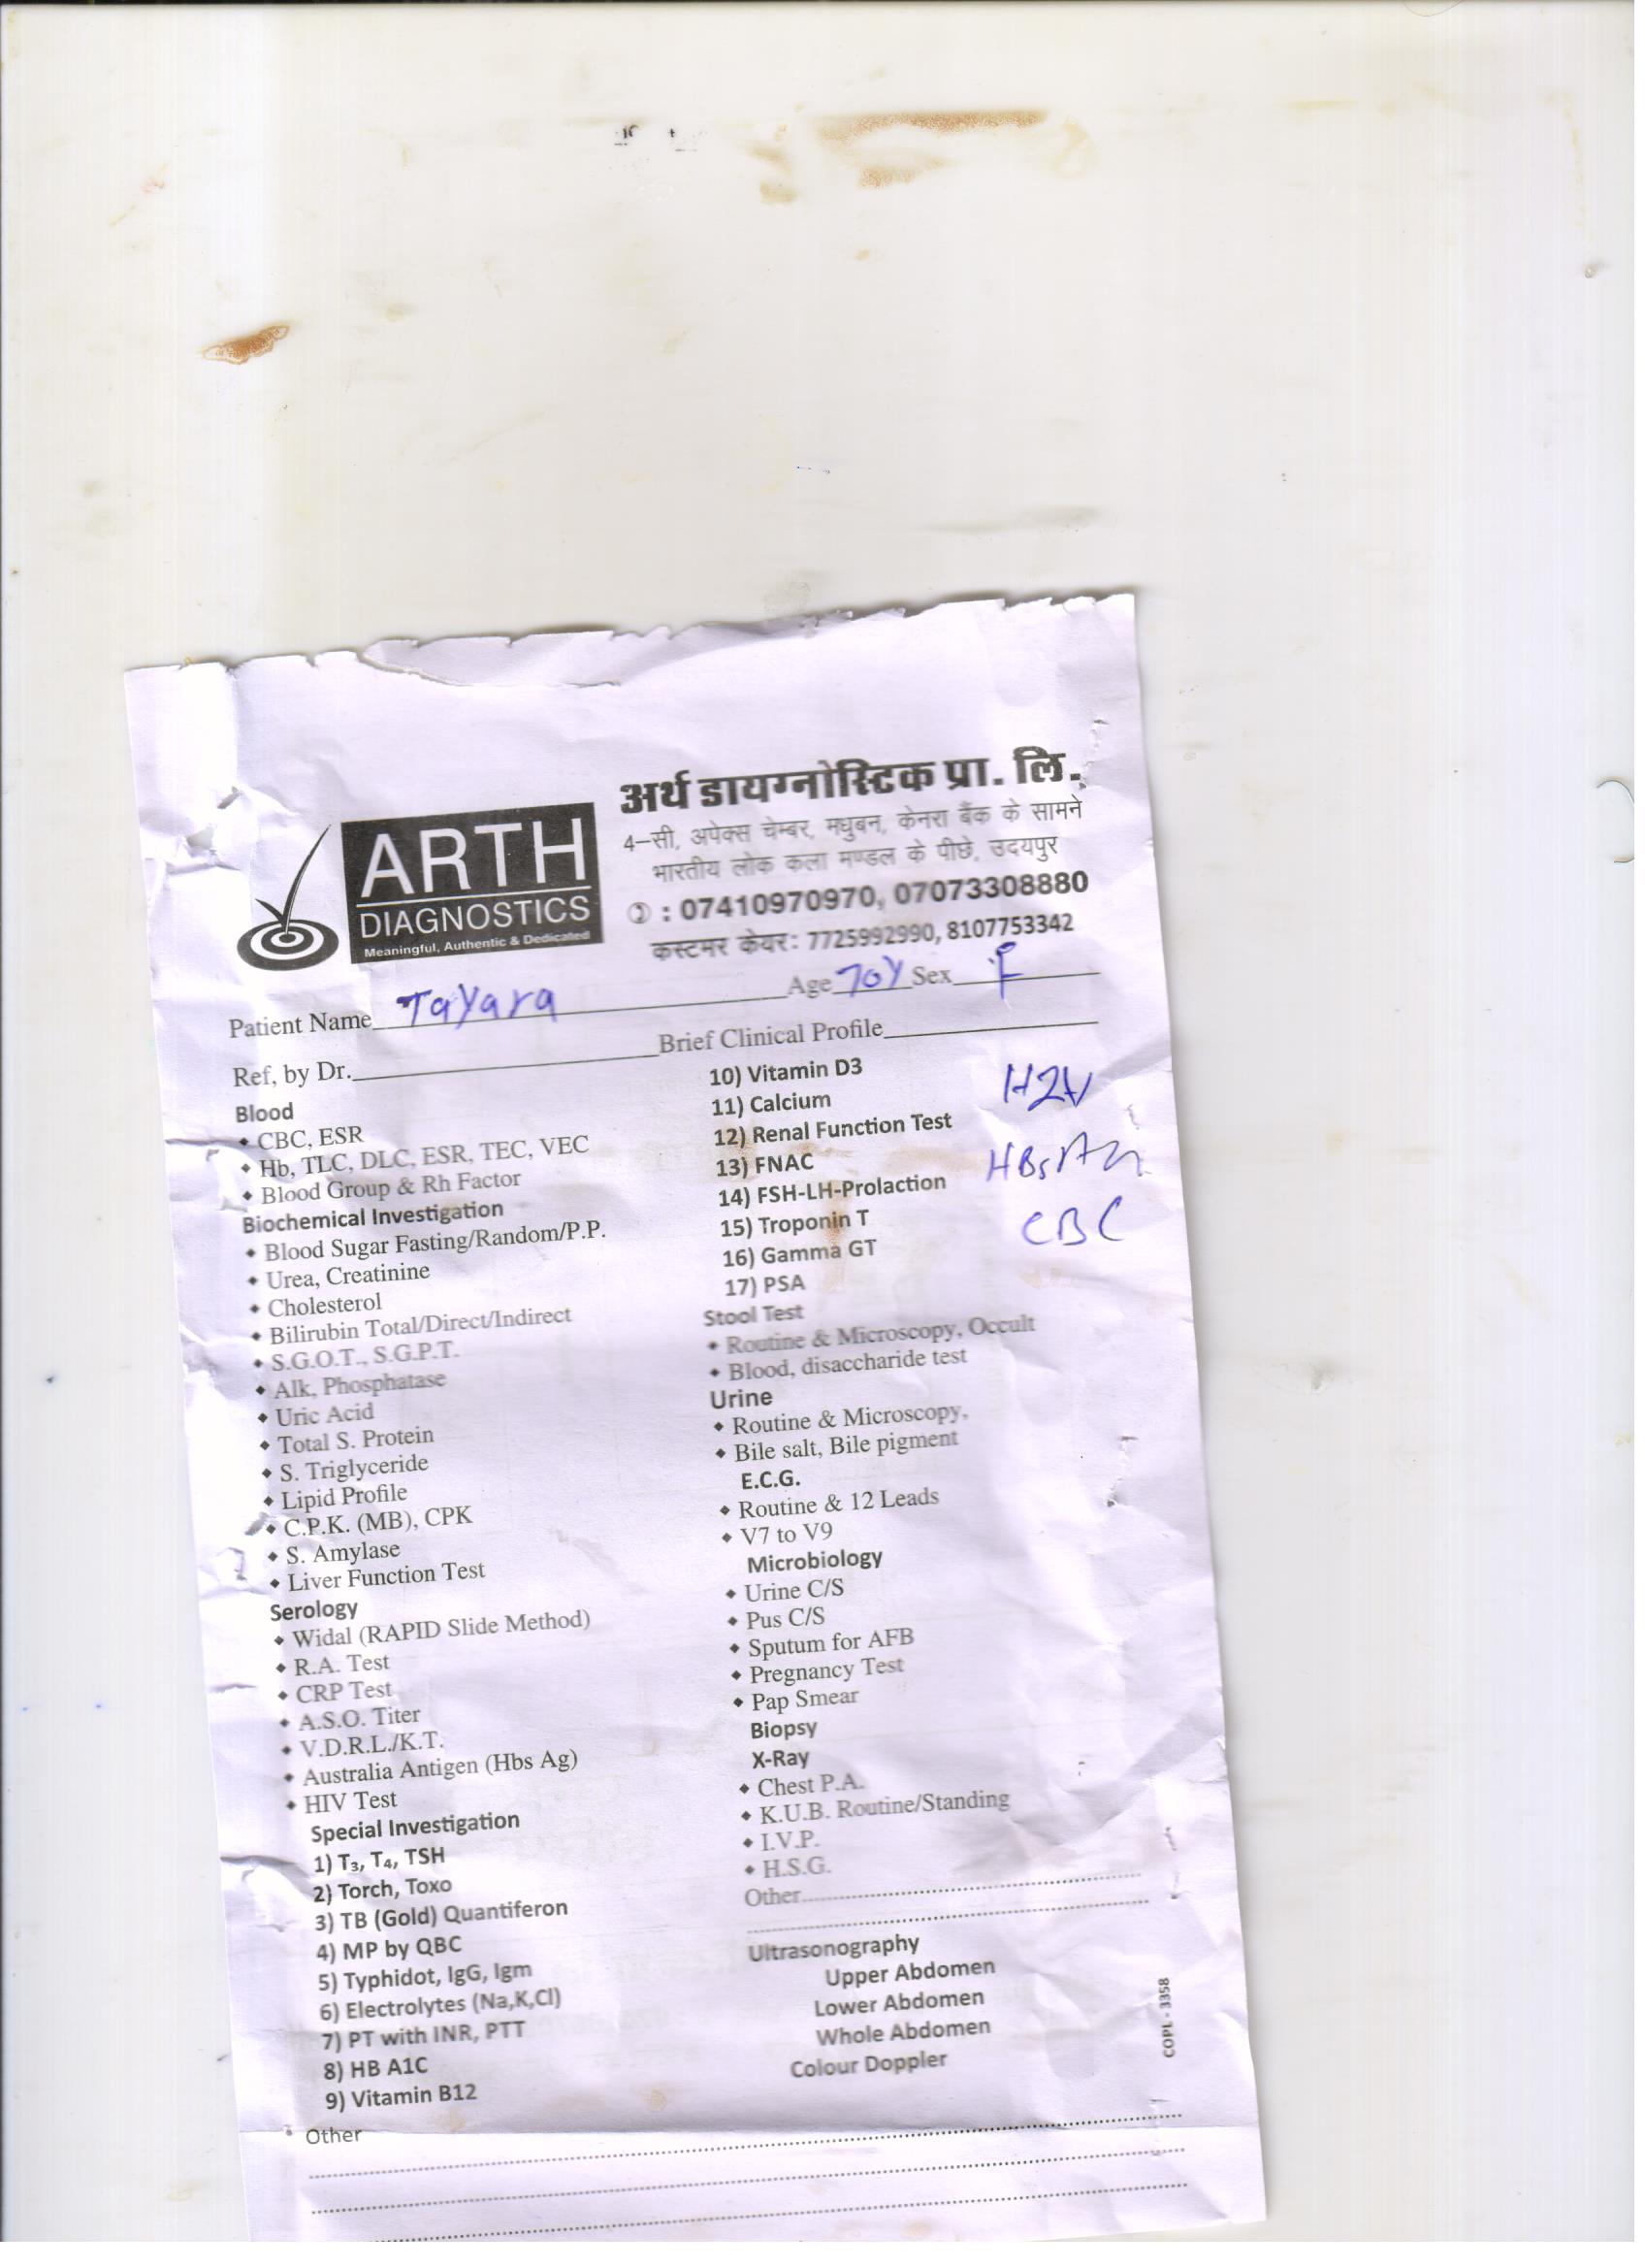 अर्थ डायग्नोस्टिक प्रा. लि.
4–सी, अपेक्स चेम्बर, मधुबन, केनरा बैंक के सामने
भारतीय लोक कला मण्डल के पीछे, उदयपुर
: 07410970970, 07073308880
कस्टमर केयर: 7725992990, 8107753342
ARTH
DIAGNOSTICS
Meaningful, Authentic & Dedicated
Patient Name Tayara Age 70Y Sex F
Ref, by Dr. Brief Clinical Profile
Blood
• CBC, ESR
• Hb, TLC, DLC, ESR, TEC, VEC
• Blood Group & Rh Factor
Biochemical Investigation
• Blood Sugar Fasting/Random/P.P.
• Urea, Creatinine
• Cholesterol
• Bilirubin Total/Direct/Indirect
• S.G.O.T., S.G.P.T.
• Alk, Phosphatase
• Uric Acid
• Total S. Protein
• S. Triglyceride
• Lipid Profile
• C.P.K. (MB), CPK
• S. Amylase
• Liver Function Test
Serology
• Widal (RAPID Slide Method)
• R.A. Test
• CRP Test
• A.S.O. Titer
• V.D.R.L./K.T.
• Australia Antigen (Hbs Ag)
• HIV Test
Special Investigation
1) T₃, T₄, TSH
2) Torch, Toxo
3) TB (Gold) Quantiferon
4) MP by QBC
5) Typhidot, IgG, Igm
6) Electrolytes (Na,K,Cl)
7) PT with INR, PTT
8) HB A1C
9) Vitamin B12
Other
10) Vitamin D3
11) Calcium
12) Renal Function Test
13) FNAC
14) FSH-LH-Prolaction
15) Troponin T
16) Gamma GT
17) PSA
Stool Test
• Routine & Microscopy, Occult
• Blood, disaccharide test
Urine
• Routine & Microscopy,
• Bile salt, Bile pigment
E.C.G.
• Routine & 12 Leads
• V7 to V9
Microbiology
• Urine C/S
• Pus C/S
• Sputum for AFB
• Pregnancy Test
• Pap Smear
Biopsy
X-Ray
• Chest P.A.
• K.U.B. Routine/Standing
• I.V.P.
• H.S.G.
Other
Ultrasonography
Upper Abdomen
Lower Abdomen
Whole Abdomen
Colour Doppler
HBsAg
CBC
COPL - 3358